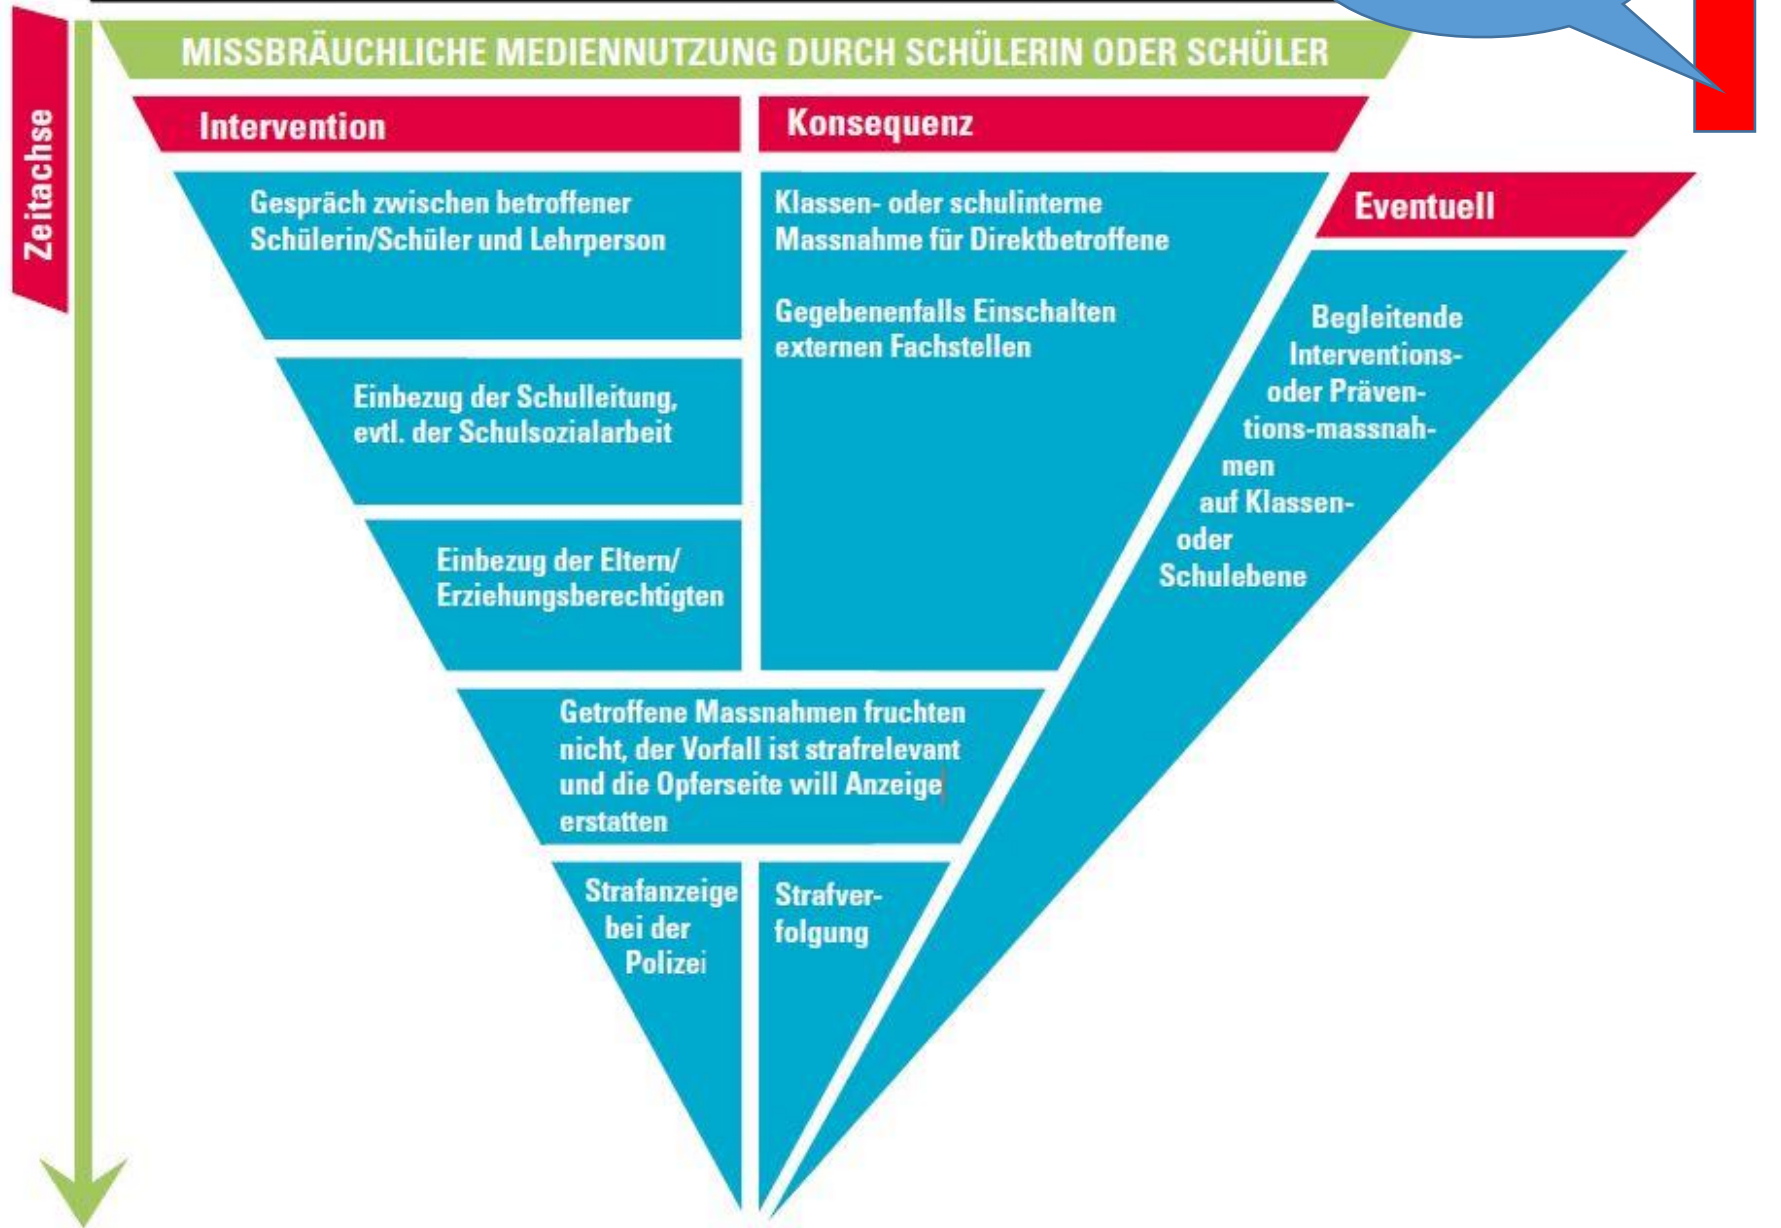 MISSBRÄUCHLICHE MEDIENNUTZUNG DURCH SCHÜLERIN ODER SCHÜLER
Zeitachse
Intervention
Konsequenz
Eventuell
Gespräch zwischen betroffener
Schülerin/Schüler und Lehrperson
Einbezug der Schulleitung,
evtl. der Schulsozialarbeit
Einbezug der Eltern/
Erziehungsberechtigten
Klassen- oder schulinterne
Massnahme für Direktbetroffene
Gegebenenfalls Einschalten
externen Fachstellen
Begleitende
Interventions-
oder Präven-
tions-massnah-
men
auf Klassen-
oder
Schulebene
Getroffene Massnahmen fruchten
nicht, der Vorfall ist strafrelevant
und die Opferseite will Anzeige
erstatten
Strafanzeige
bei der
Polizei
Strafver-
folgung